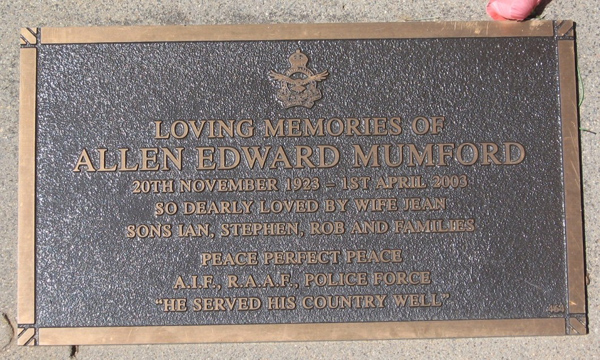 LOVING MEMORIES OF
ALLEN EDWARD MUMFORD
20TH NOVEMBER 1923 – 1ST APRIL 2003
SO DEARLY LOVED BY WIFE JEAN
SONS IAN, STEPHEN, ROB AND FAMILIES
PEACE PERFECT PEACE
A.I.F., R.A.A.F., POLICE FORCE
"HE SERVED HIS COUNTRY WELL"